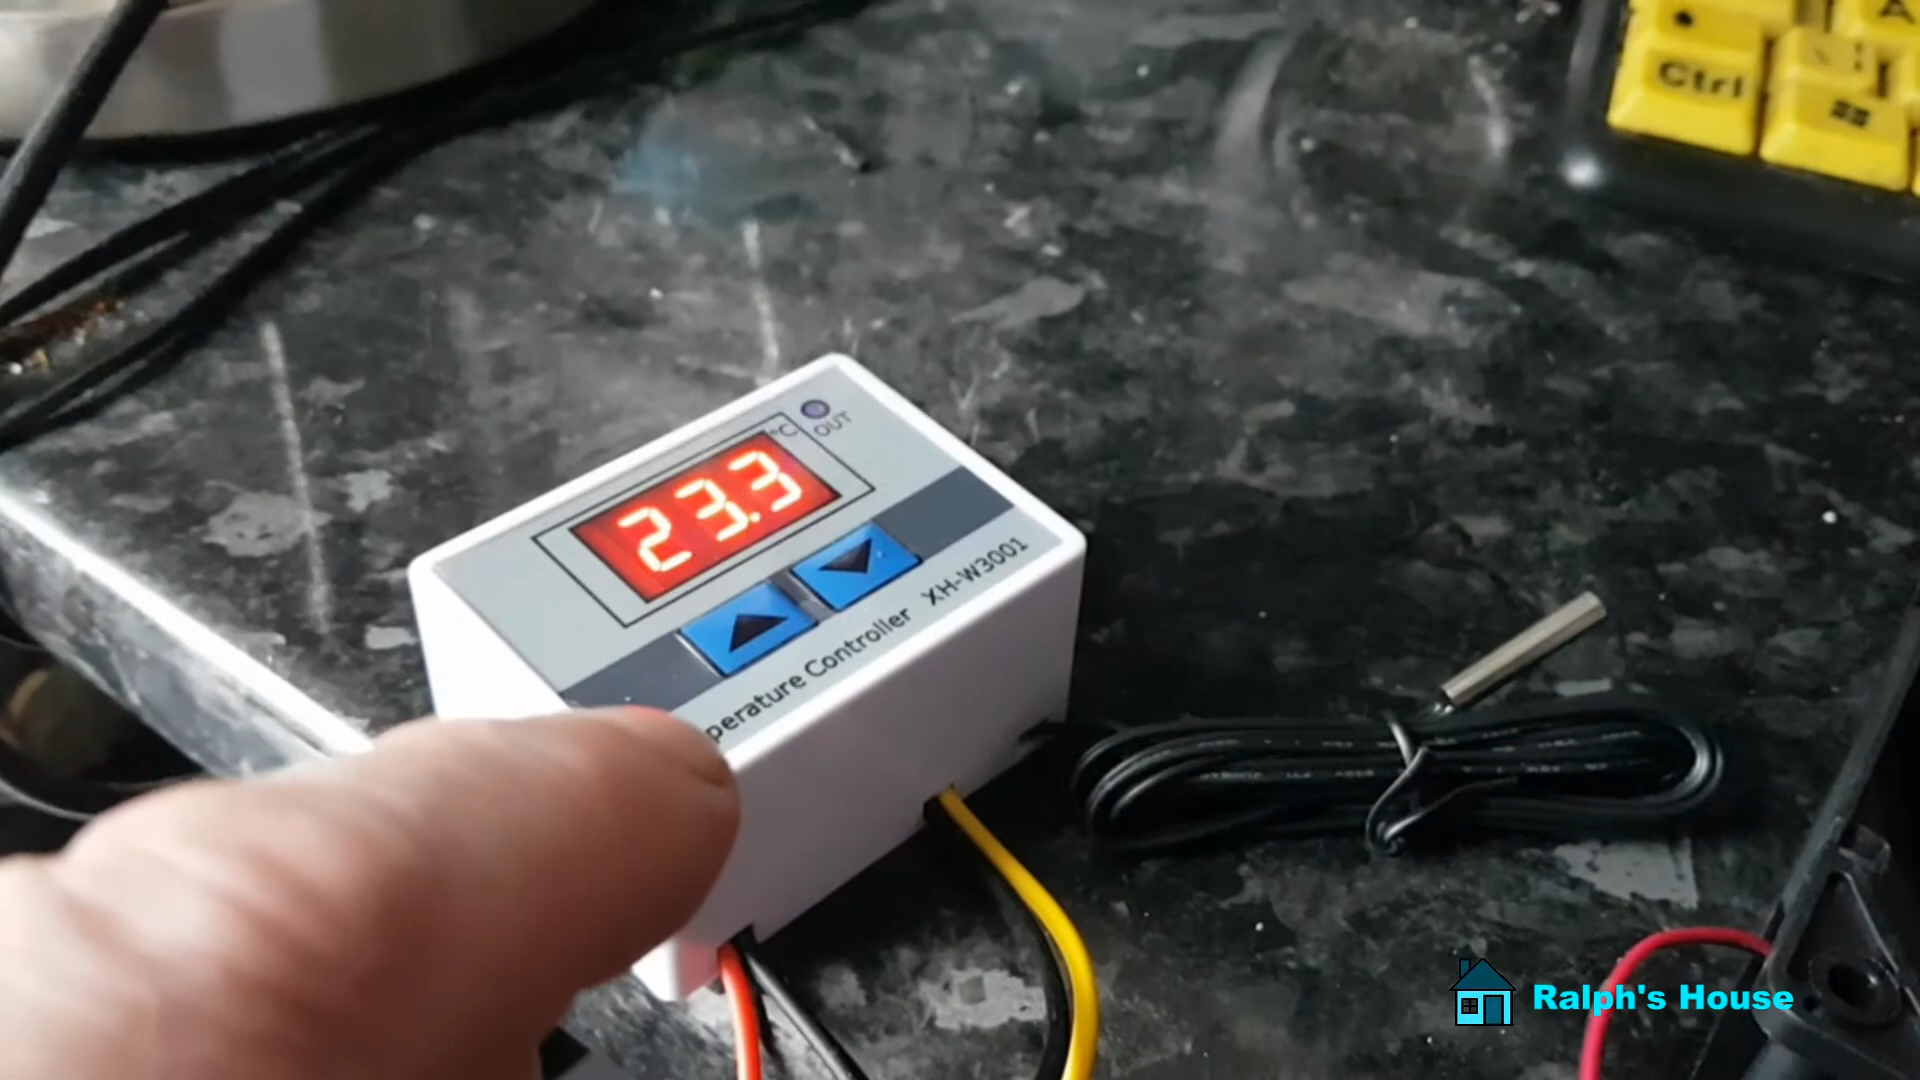 A
Ctrl
°C
OUT
23.3
perature Controller XH-W3001
Ralph's House